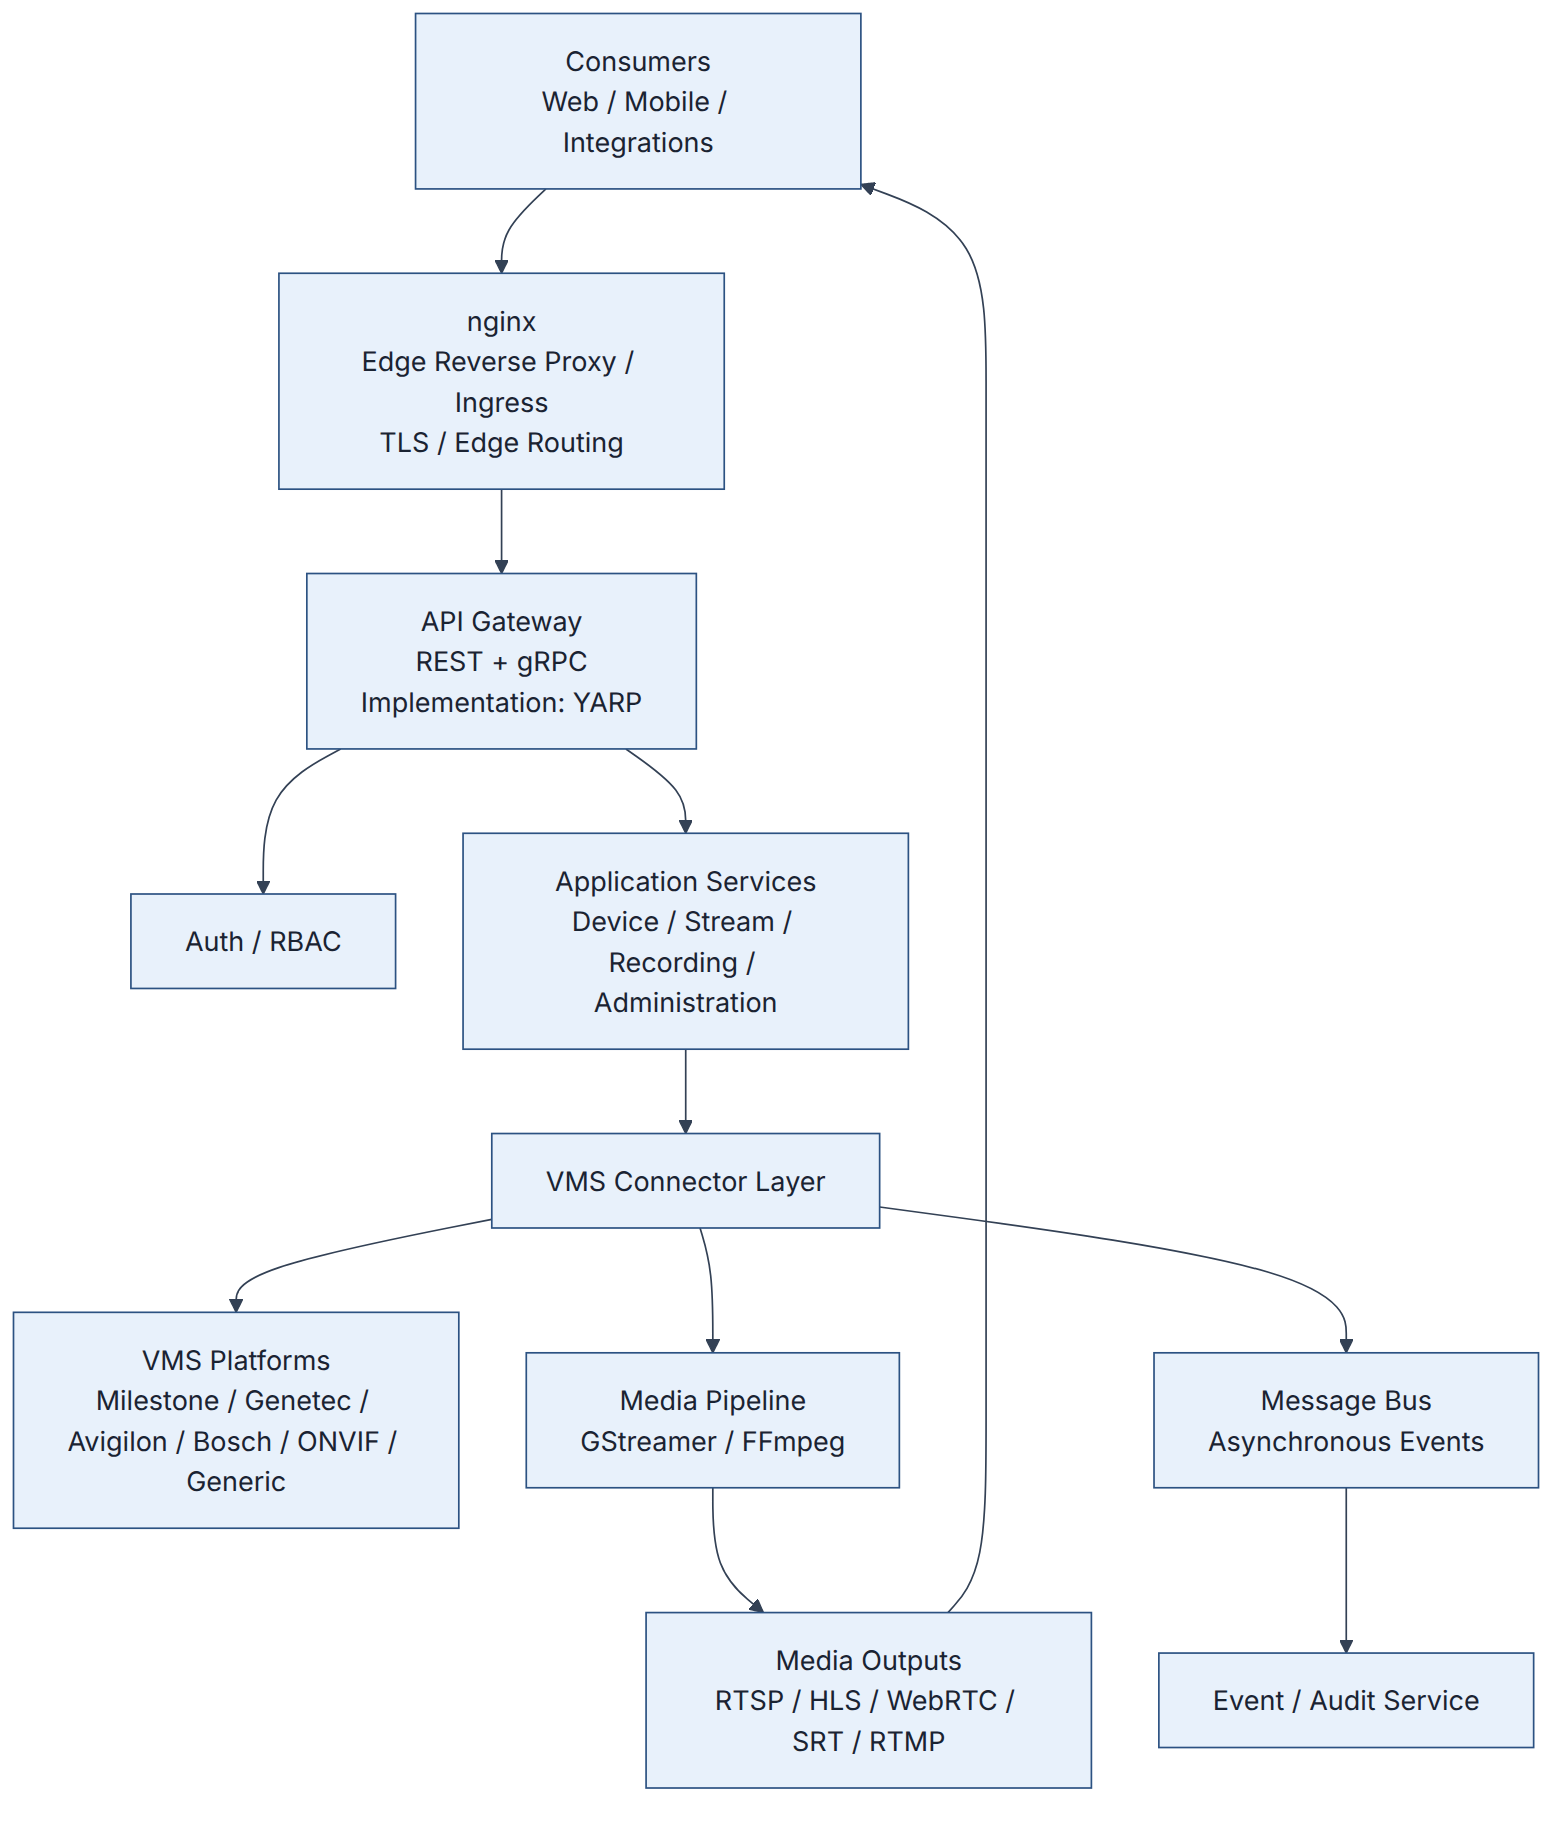 Consumers
Web / Mobile /
Integrations
nginx
Edge Reverse Proxy /
Ingress
TLS / Edge Routing
API Gateway
REST + gRPC
Implementation: YARP
Auth / RBAC
Application Services
Device / Stream /
Recording /
Administration
VMS Connector Layer
VMS Platforms
Milestone / Genetec /
Avigilon / Bosch / ONVIF /
Generic
Media Pipeline
GStreamer / FFmpeg
Message Bus
Asynchronous Events
Media Outputs
RTSP / HLS / WebRTC /
SRT / RTMP
Event / Audit Service